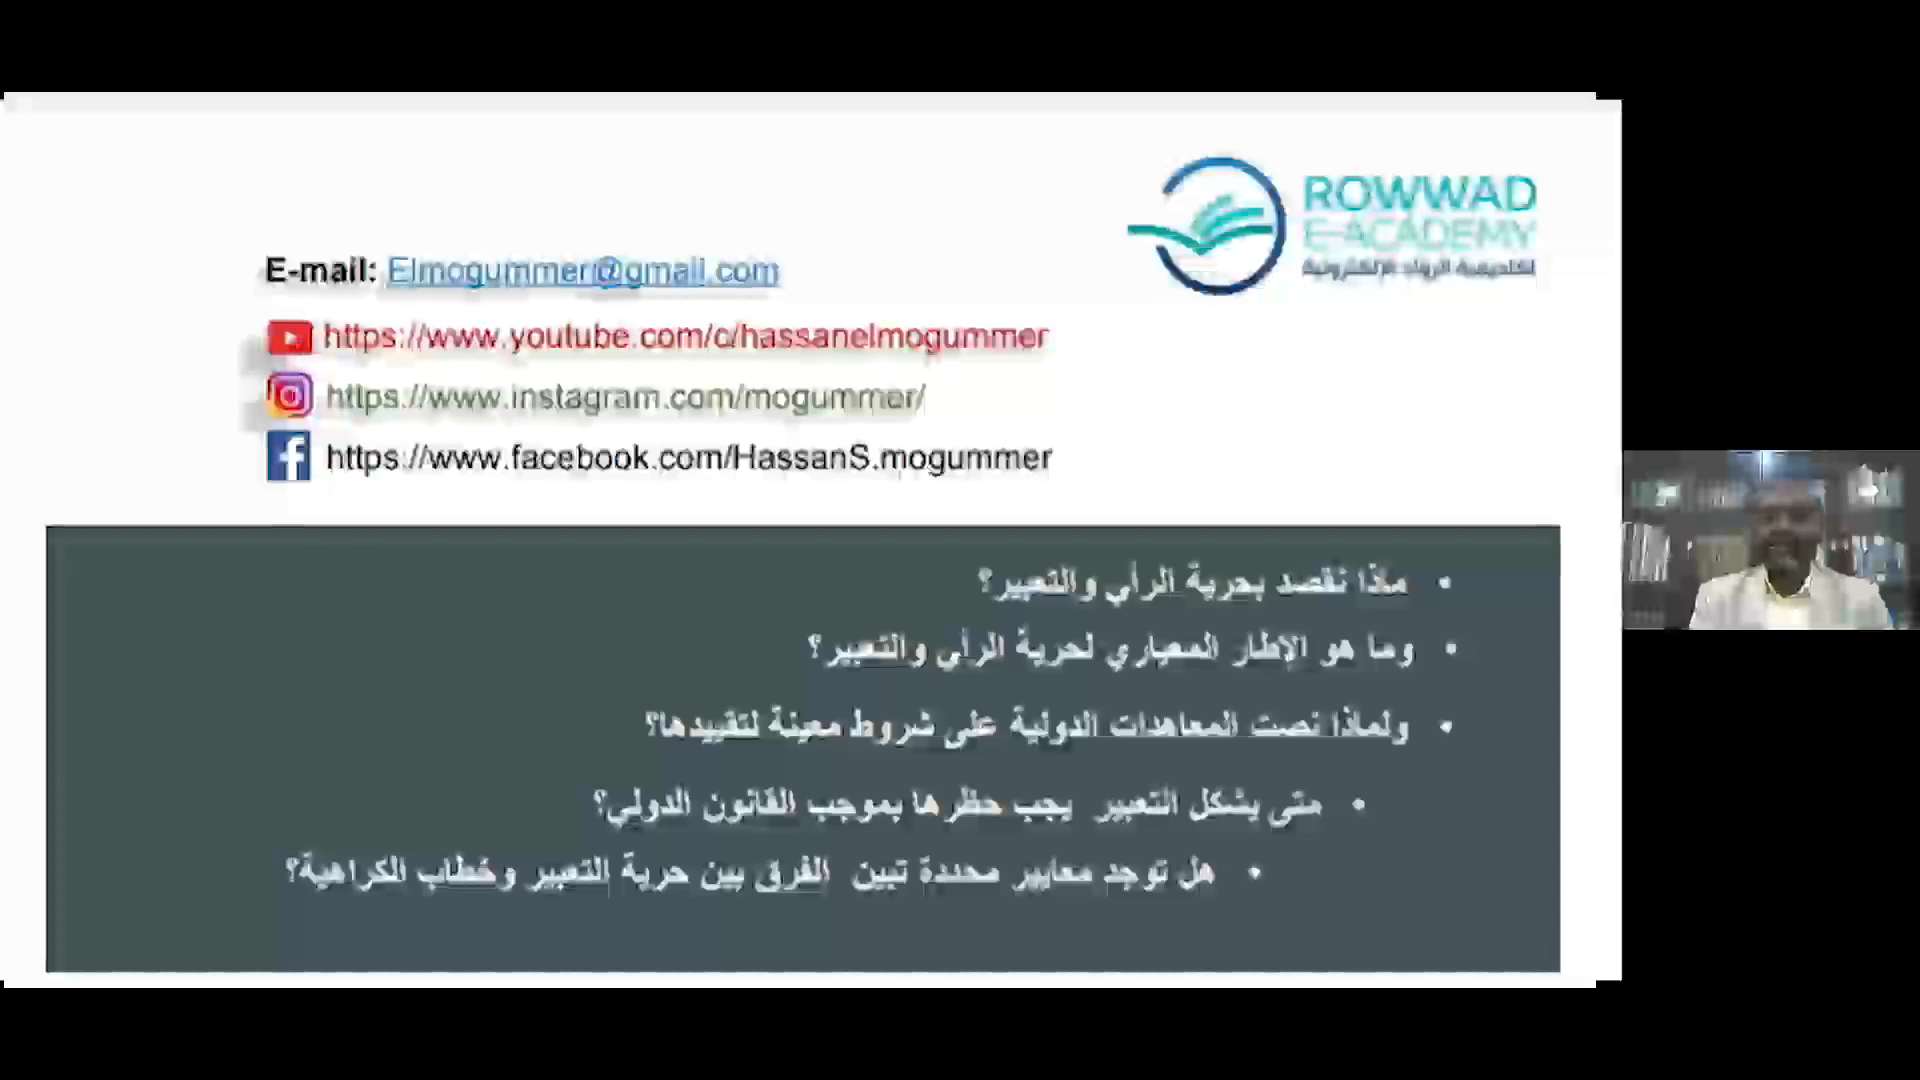 ROWWAD
E-ACADEMY
أكاديمية الرواد الإلكترونية
E-mail: Elmogummer@gmail.com
https://www.youtube.com/c/hassanelmogummer
https://www.instagram.com/mogummer/
https://www.facebook.com/HassanS.mogummer
• ماذا نقصد بحرية الرأي والتعبير؟
• وما هو الإطار المعياري لحرية الرأي والتعبير؟
• ولماذا نصت المعاهدات الدولية على شروط معينة لتقييدها؟
• متى يشكل التعبير يجب حظرها بموجب القانون الدولي؟
• هل توجد معايير محددة تبين الفرق بين حرية التعبير وخطاب الكراهية؟